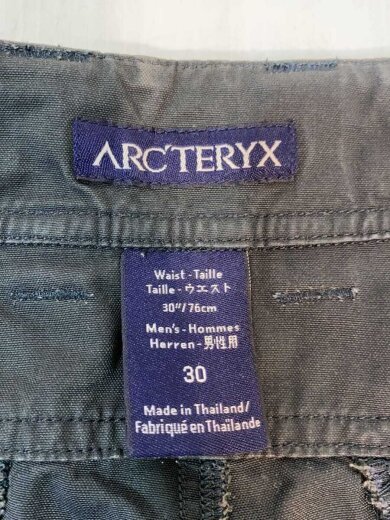 ARC'TERYX
Waist - Taille
Taille - ウエスト
30"/76cm
Men's - Hommes
Herren - 男性用
30
Made in Thailand/
Fabriqué en Thaïlande